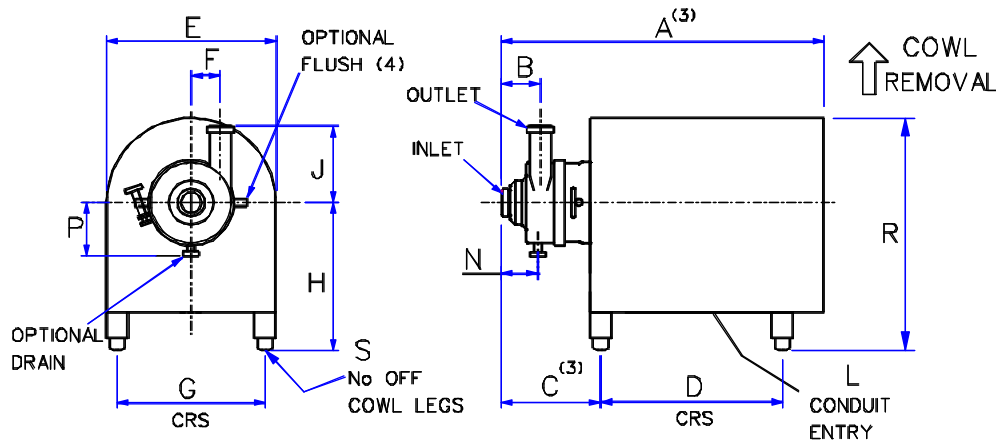 E
F
OPTIONAL
FLUSH (4)
J
P
H
OPTIONAL
DRAIN
G
CRS
S
No OFF
COWL LEGS
A(3)
B
OUTLET
INLET
COWL
REMOVAL
R
N
C(3)
D
CRS
L
CONDUIT
ENTRY